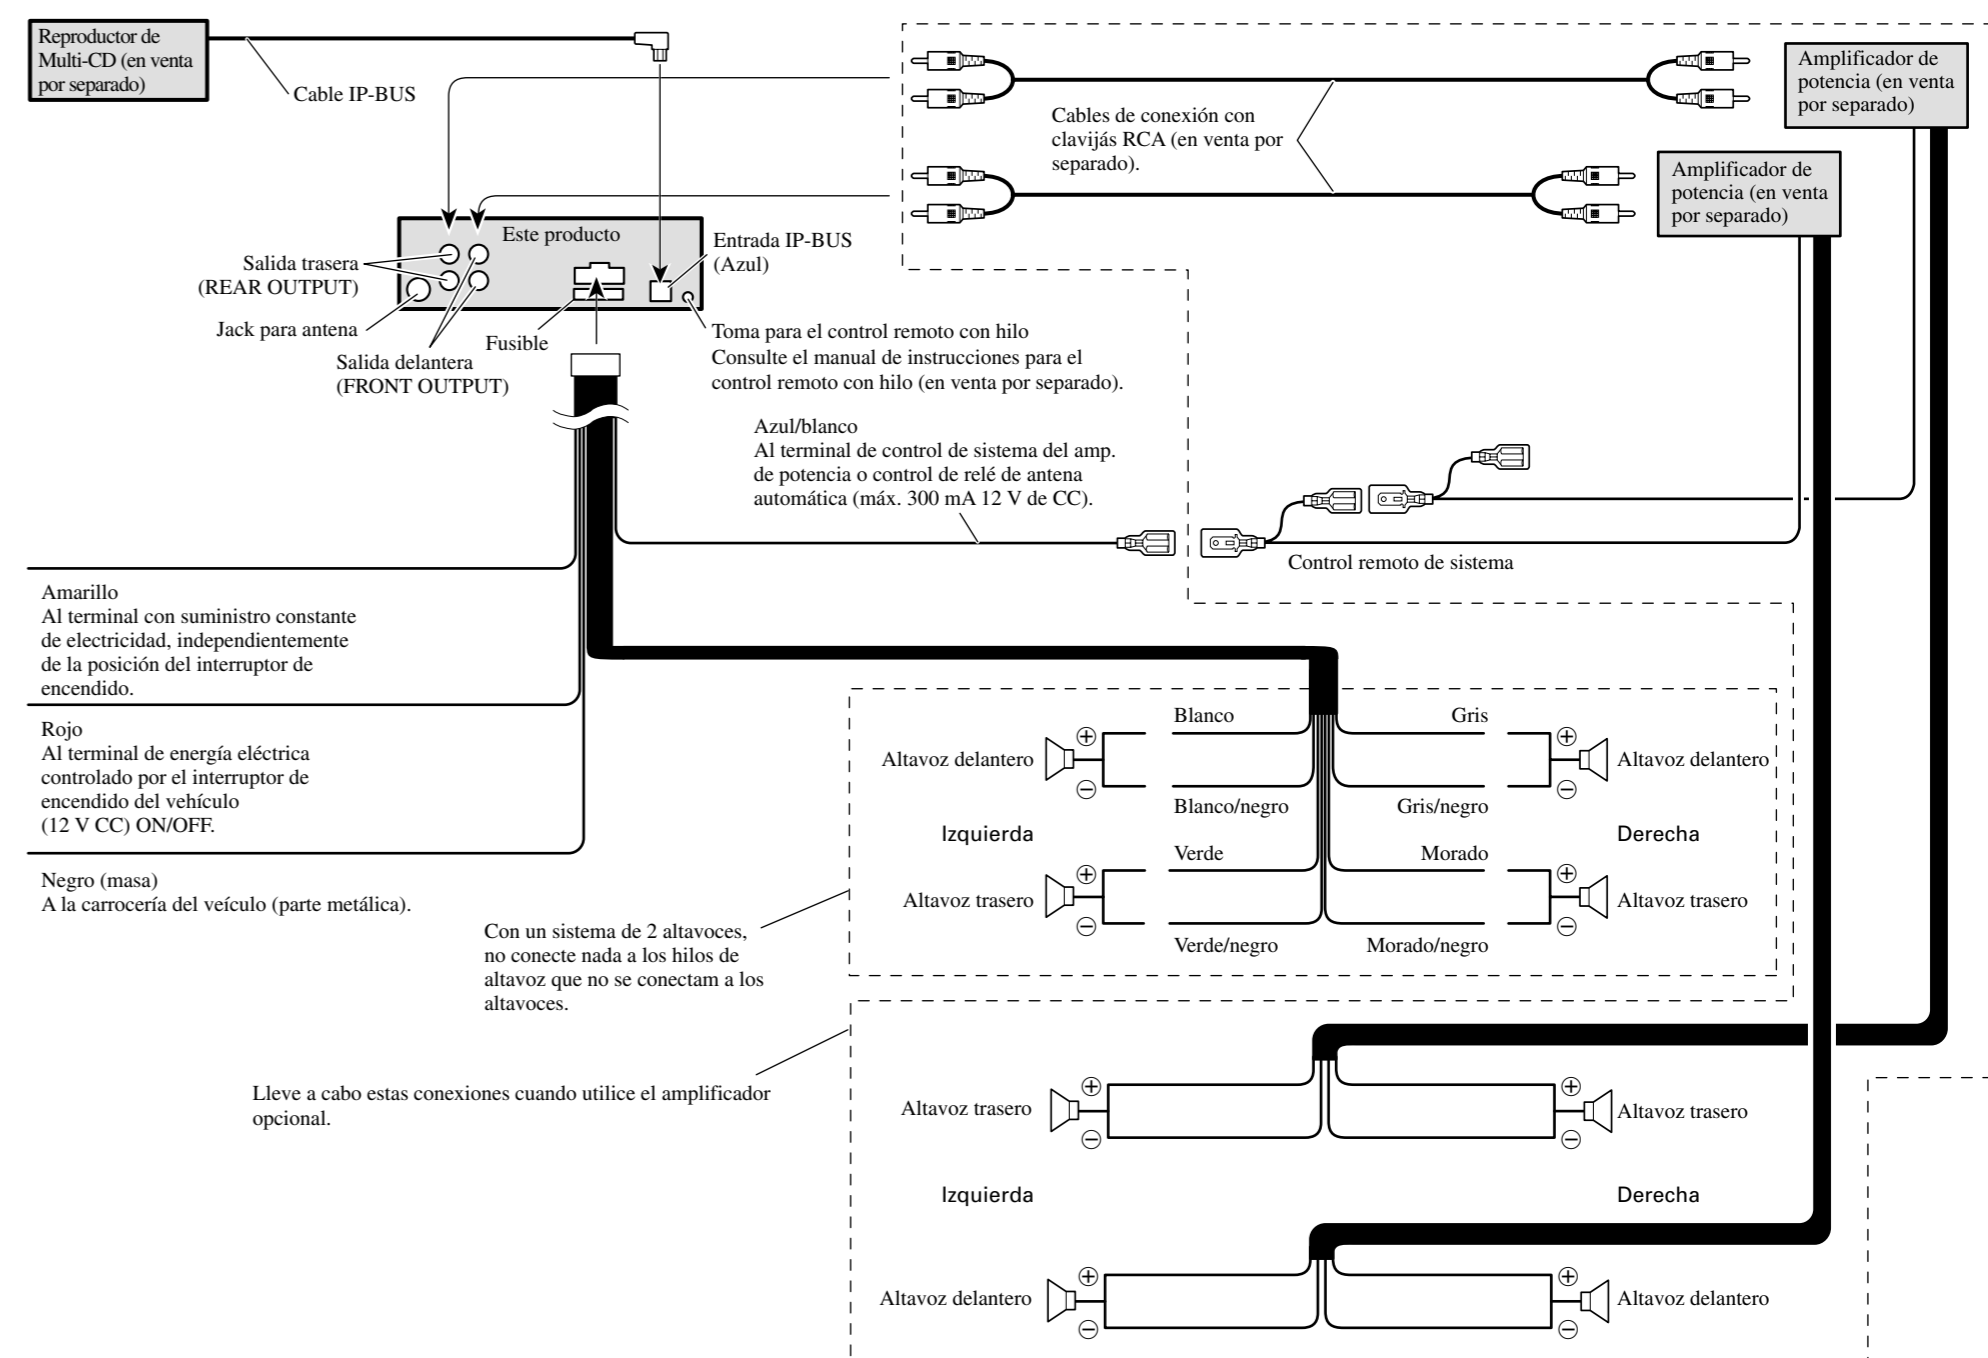 Reproductor de
Multi-CD (en venta
por separado)
Cable IP-BUS
Cables de conexión con
clavijás RCA (en venta por
separado).
Amplificador de
potencia (en venta
por separado)
Amplificador de
potencia (en venta
por separado)
Este producto
Entrada IP-BUS
(Azul)
Salida trasera
(REAR OUTPUT)
Jack para antena
Salida delantera
(FRONT OUTPUT)
Fusible
Toma para el control remoto con hilo
Consulte el manual de instrucciones para el
control remoto con hilo (en venta por separado).
Azul/blanco
Al terminal de control de sistema del amp.
de potencia o control de relé de antena
automática (máx. 300 mA 12 V de CC).
Control remoto de sistema
Amarillo
Al terminal con suministro constante
de electricidad, independientemente
de la posición del interruptor de
encendido.
Rojo
Al terminal de energía eléctrica
controlado por el interruptor de
encendido del vehículo
(12 V CC) ON/OFF.
Negro (masa)
A la carrocería del veículo (parte metálica).
Blanco
Gris
Altavoz delantero
⊕
⊖
⊕
⊖
Altavoz delantero
Blanco/negro
Gris/negro
Izquierda
Derecha
Verde
Morado
Altavoz trasero
⊕
⊖
⊕
⊖
Altavoz trasero
Verde/negro
Morado/negro
Con un sistema de 2 altavoces,
no conecte nada a los hilos de
altavoz que no se conectam a los
altavoces.
Lleve a cabo estas conexiones cuando utilice el amplificador
opcional.
Altavoz trasero
⊕
⊖
⊕
⊖
Altavoz trasero
Izquierda
Derecha
Altavoz delantero
⊕
⊖
⊕
⊖
Altavoz delantero